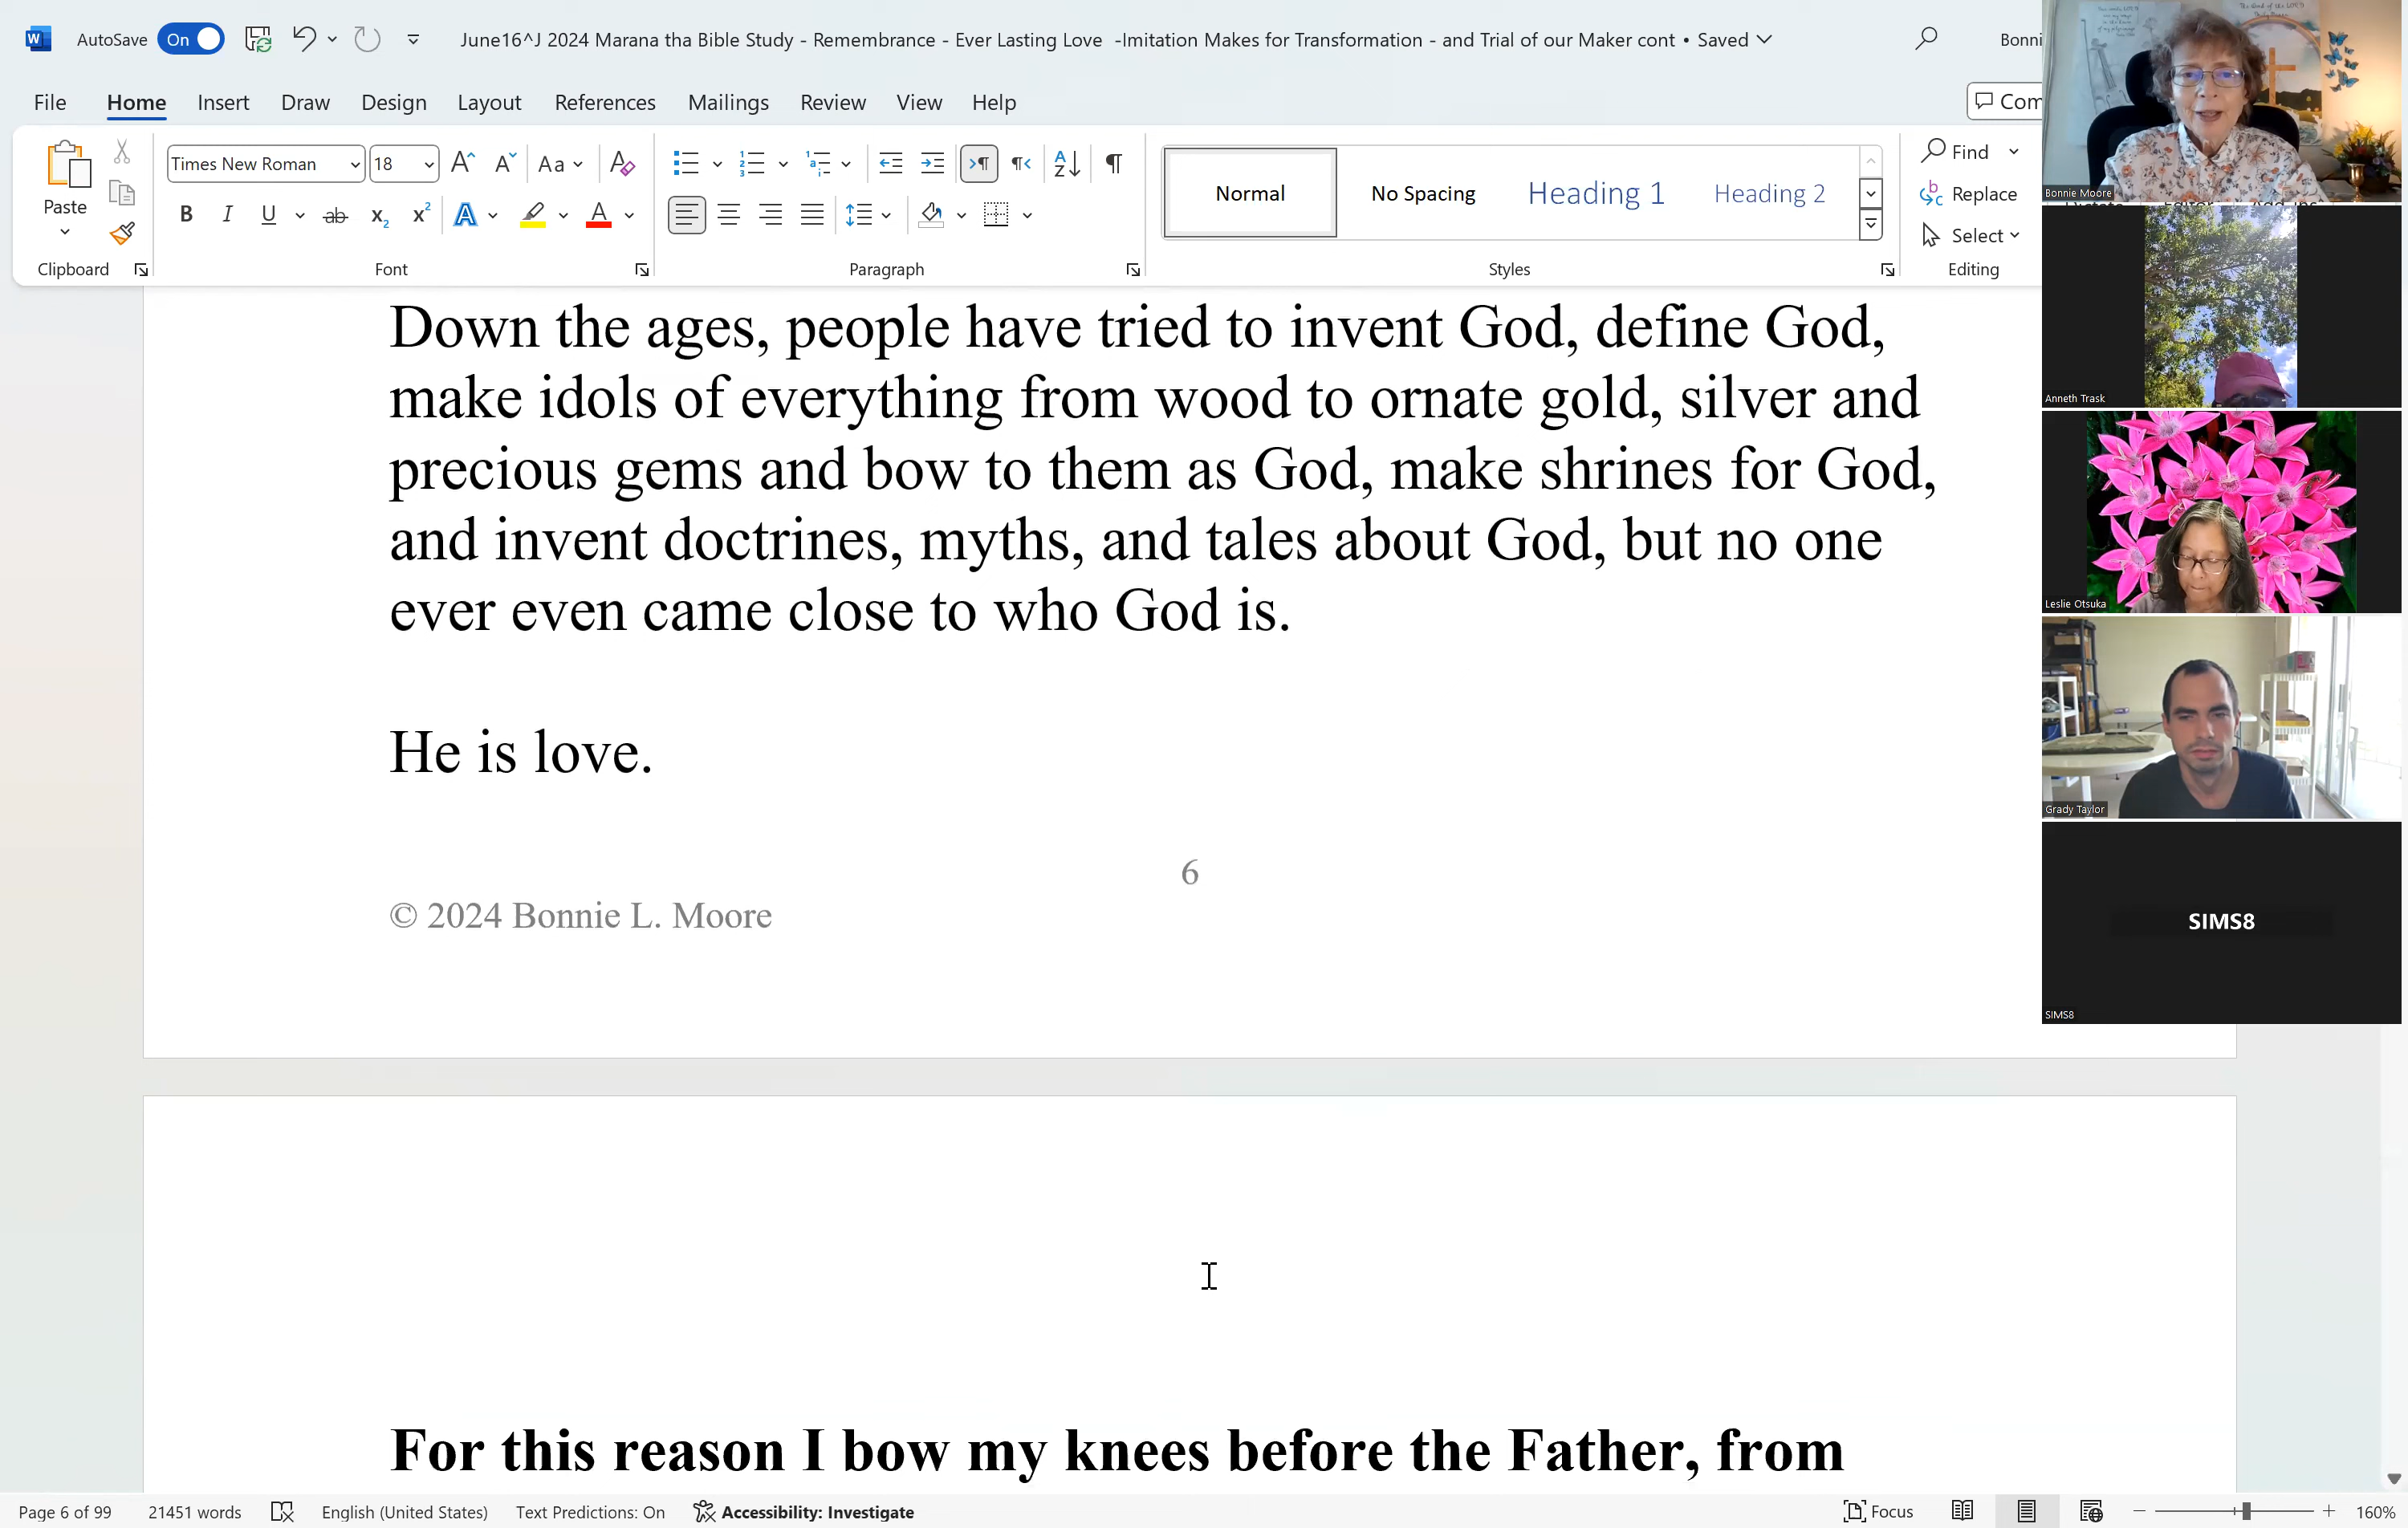 AutoSave On June16^J 2024 Marana tha Bible Study - Remembrance - Ever Lasting Love -Imitation Makes for Transformation - and Trial of our Maker cont • Saved Bonni
File Home Insert Draw Design Layout References Mailings Review View Help Com
Paste
Clipboard
Times New Roman 18 Aa
B I U ab x2 x2 A A
Font
Paragraph
Normal No Spacing Heading 1 Heading 2
Styles
Find
Replace
Select
Editing
Down the ages, people have tried to invent God, define God,
make idols of everything from wood to ornate gold, silver and
precious gems and bow to them as God, make shrines for God,
and invent doctrines, myths, and tales about God, but no one
ever even came close to who God is.
He is love.
6
© 2024 Bonnie L. Moore
For this reason I bow my knees before the Father, from
Bonnie Moore
Anneth Trask
Leslie Otsuka
Grady Taylor
SIMS8
SIMS8
Page 6 of 99 21451 words English (United States) Text Predictions: On Accessibility: Investigate Focus 160%